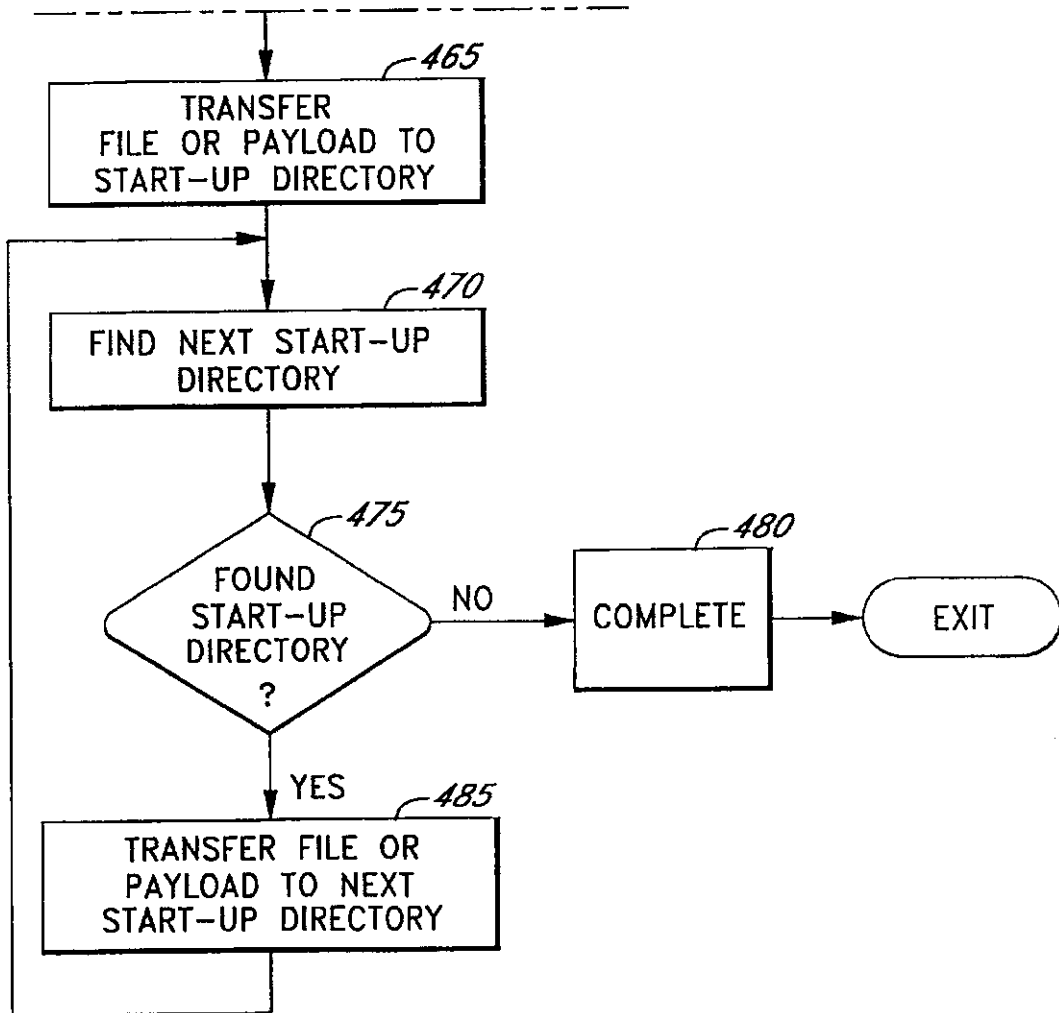 465
TRANSFER
FILE OR PAYLOAD TO
START-UP DIRECTORY
470
FIND NEXT START-UP
DIRECTORY
475
FOUND
START-UP
DIRECTORY
?
NO
480
COMPLETE
EXIT
YES
485
TRANSFER FILE OR
PAYLOAD TO NEXT
START-UP DIRECTORY